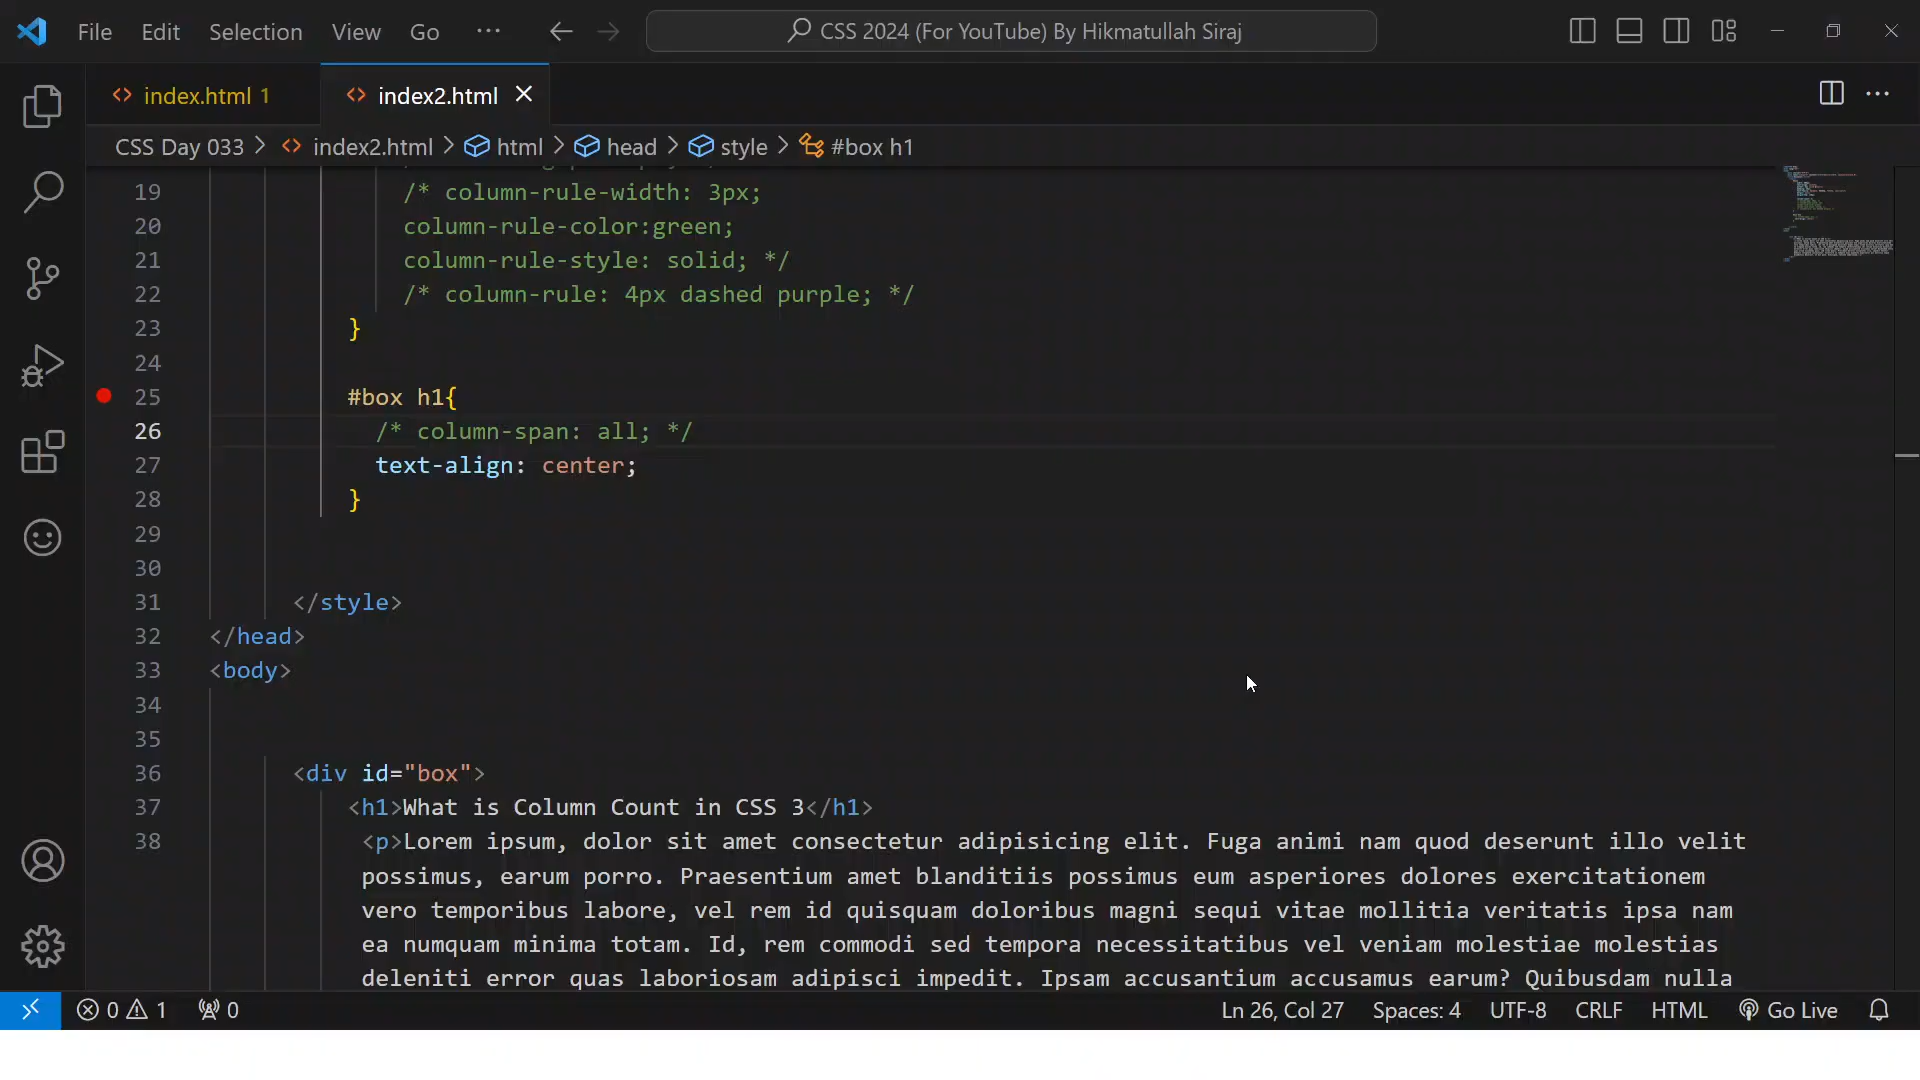 File Edit Selection View Go ··· CSS 2024 (For YouTube) By Hikmatullah Siraj
index.html 1 index2.html
CSS Day 033 > index2.html > html > head > style > #box h1
19 /* column-rule-width: 3px;
20 column-rule-color:green;
21 column-rule-style: solid; */
22 /* column-rule: 4px dashed purple; */
23 }
24
25 #box h1{
26 /* column-span: all; */
27 text-align: center;
28 }
29
30
31 </style>
32 </head>
33 <body>
34
35
36 <div id="box">
37 <h1>What is Column Count in CSS 3</h1>
38 <p>Lorem ipsum, dolor sit amet consectetur adipisicing elit. Fuga animi nam quod deserunt illo velit
possimus, earum porro. Praesentium amet blanditiis possimus eum asperiores dolores exercitationem
vero temporibus labore, vel rem id quisquam doloribus magni sequi vitae mollitia veritatis ipsa nam
ea numquam minima totam. Id, rem commodi sed tempora necessitatibus vel veniam molestiae molestias
deleniti error quas laboriosam adipisci impedit. Ipsam accusantium accusamus earum? Quibusdam nulla
0 1 0 Ln 26, Col 27 Spaces: 4 UTF-8 CRLF HTML Go Live